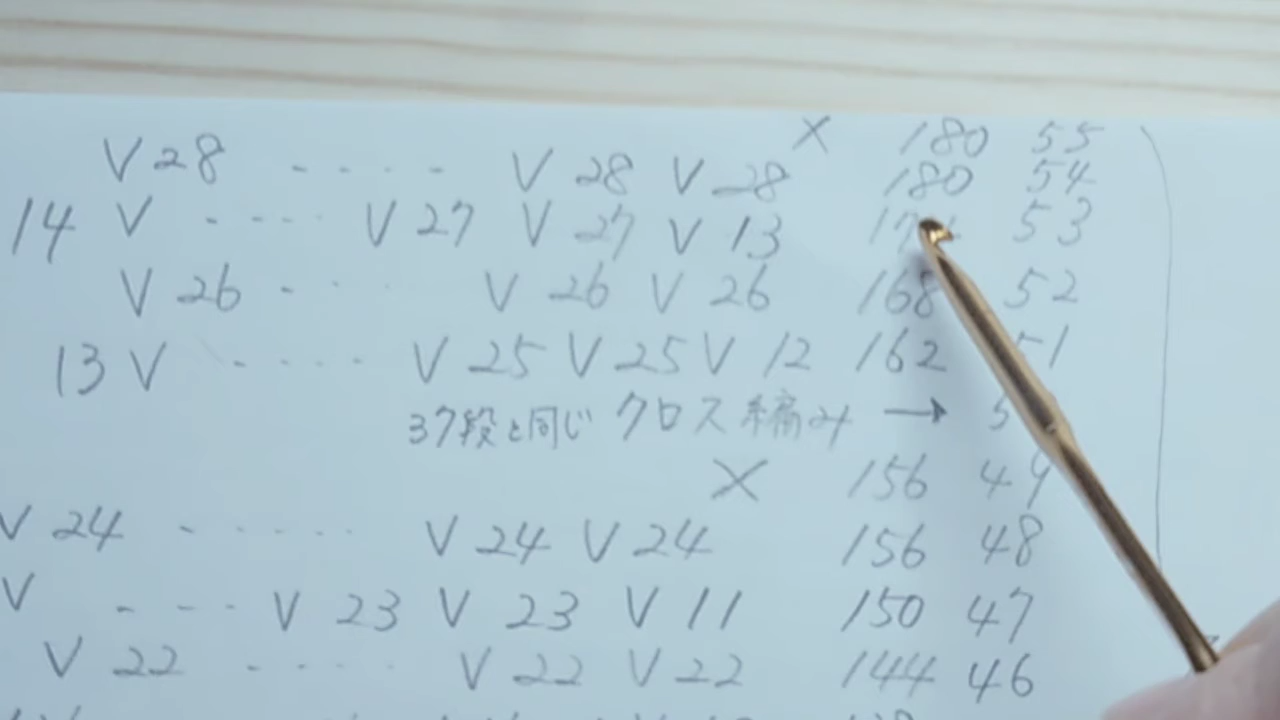 × 180 55
V 28 - - - - V 28 V 28 180 54
14 V - - - - V 27 V 27 V 13 53
V 26 - - - V 26 V 26 168 52
13 V - - - - V 25 V 25 V 12 162 51
37段と同じ クロス編み →
× 156 49
V 24 - - - - - V 24 V 24 156 48
V - - - - V 23 V 23 V 11 150 47
V 22 - - - - V 22 V 22 144 46